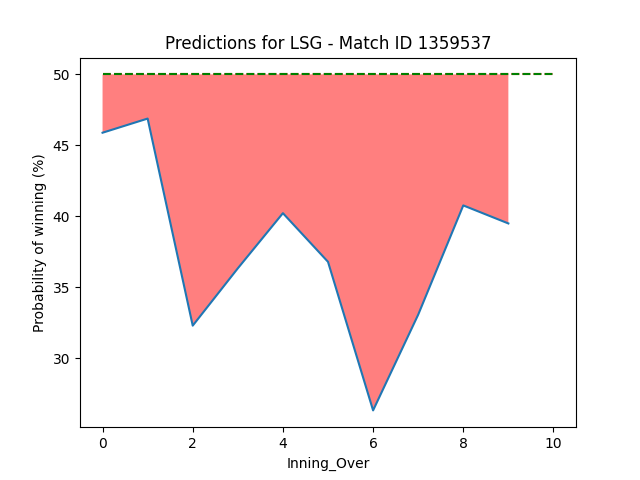 Predictions for LSG - Match ID 1359537
Probability of winning (%)
50
45
40
35
30
0 2 4 6 8 10
Inning_Over